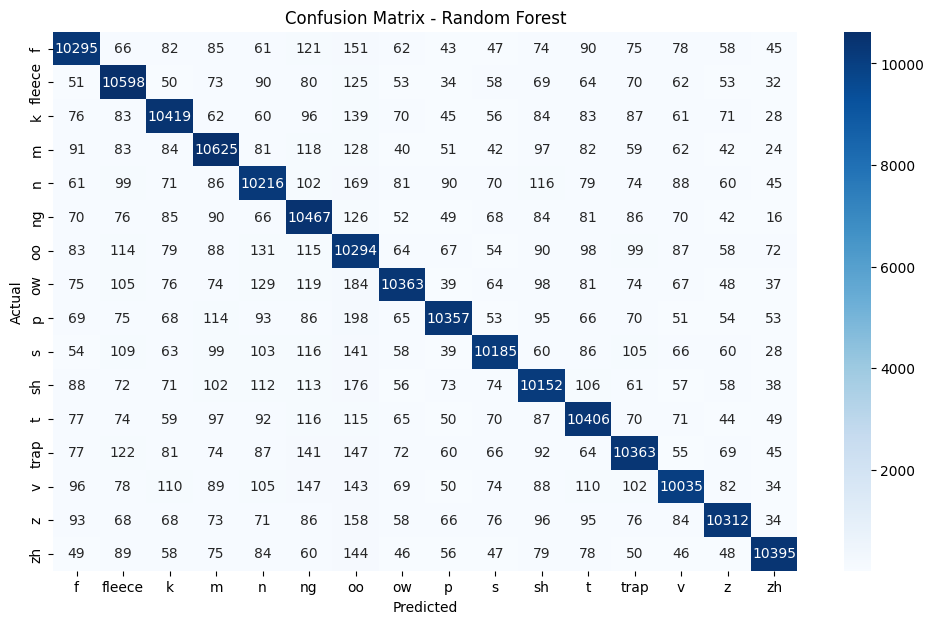 Confusion Matrix - Random Forest
f 10295 66 82 85 61 121 151 62 43 47 74 90 75 78 58 45
fleece 51 10598 50 73 90 80 125 53 34 58 69 64 70 62 53 32
k 76 83 10419 62 60 96 139 70 45 56 84 83 87 61 71 28
m 91 83 84 10625 81 118 128 40 51 42 97 82 59 62 42 24
n 61 99 71 86 10216 102 169 81 90 70 116 79 74 88 60 45
ng 70 76 85 90 66 10467 126 52 49 68 84 81 86 70 42 16
oo 83 114 79 88 131 115 10294 64 67 54 90 98 99 87 58 72
ow 75 105 76 74 129 119 184 10363 39 64 98 81 74 67 48 37
p 69 75 68 114 93 86 198 65 10357 53 95 66 70 51 54 53
s 54 109 63 99 103 116 141 58 39 10185 60 86 105 66 60 28
sh 88 72 71 102 112 113 176 56 73 74 10152 106 61 57 58 38
t 77 74 59 97 92 116 115 65 50 70 87 10406 70 71 44 49
trap 77 122 81 74 87 141 147 72 60 66 92 64 10363 55 69 45
v 96 78 110 89 105 147 143 69 50 74 88 110 102 10035 82 34
z 93 68 68 73 71 86 158 58 66 76 96 95 76 84 10312 34
zh 49 89 58 75 84 60 144 46 56 47 79 78 50 46 48 10395
f fleece k m n ng oo ow p s sh t trap v z zh
Predicted
Actual
10000
8000
6000
4000
2000